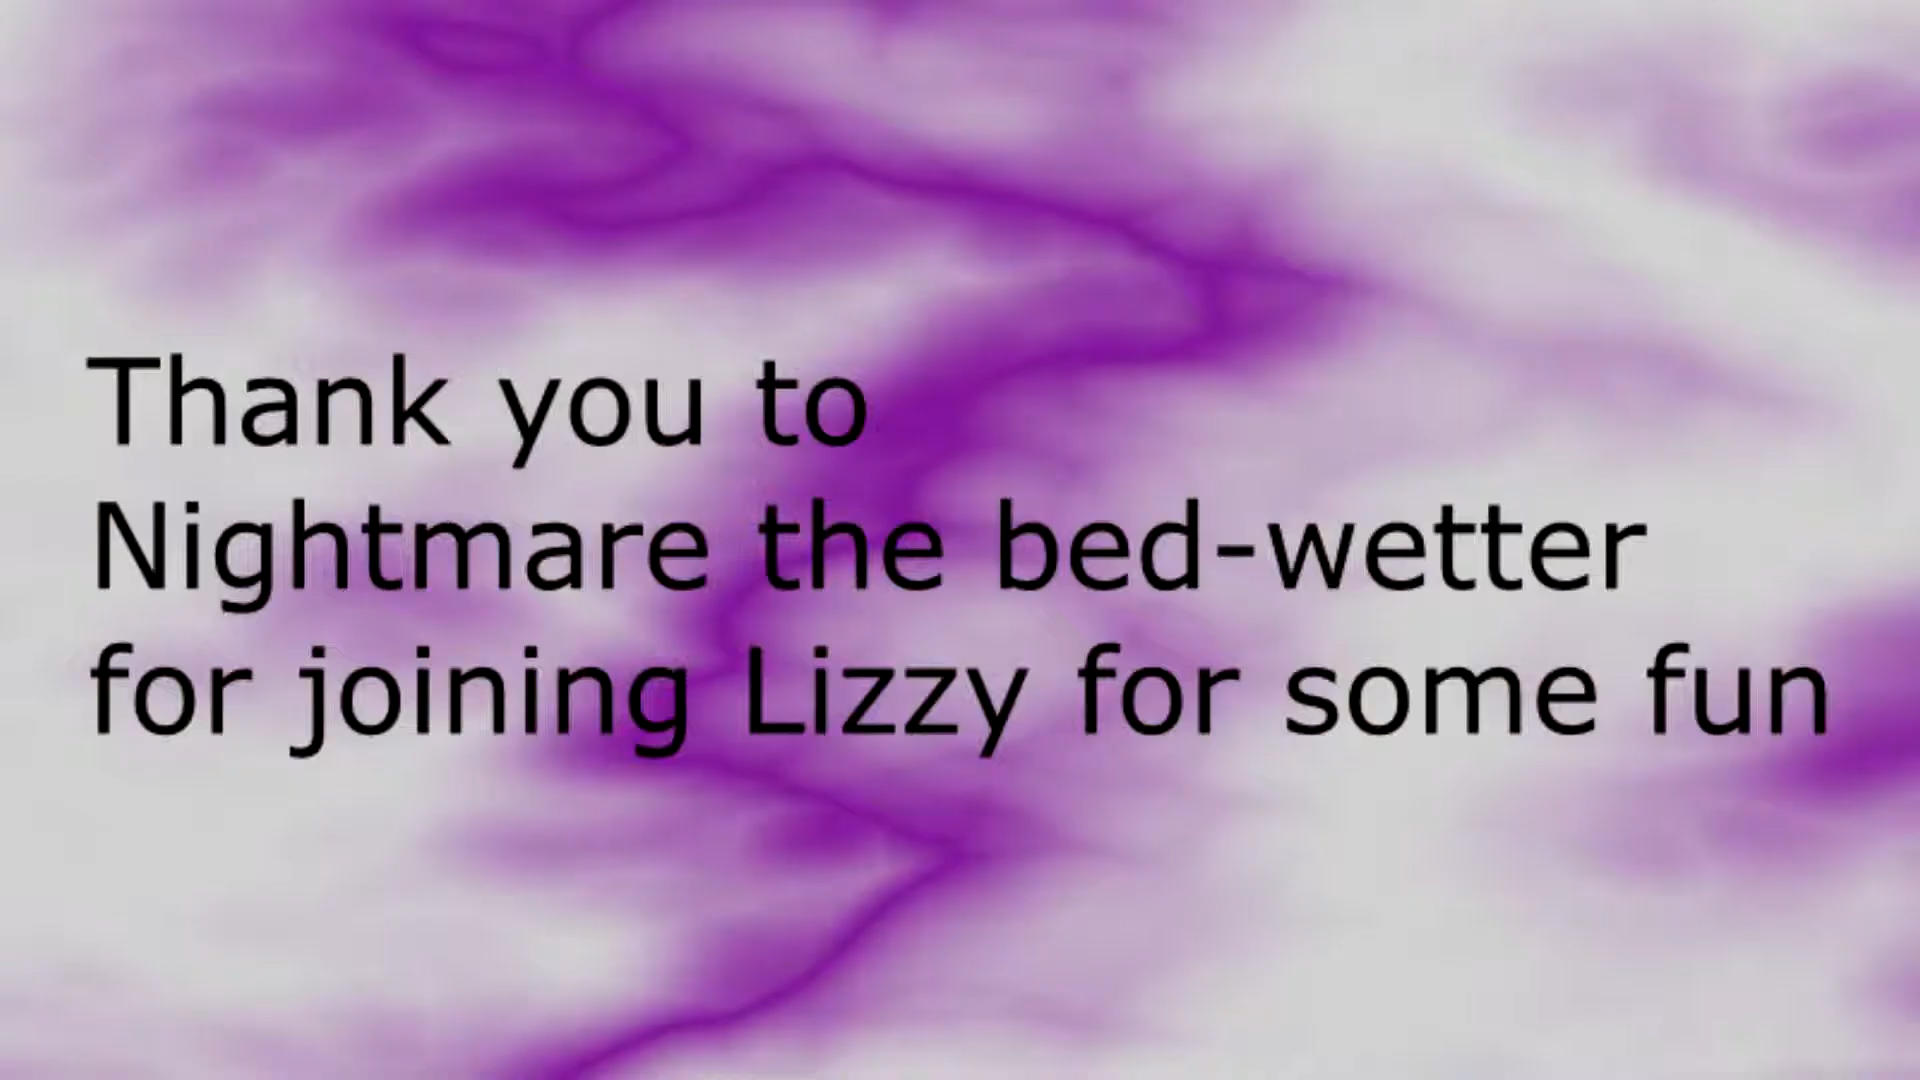 Thank you to
Nightmare the bed-wetter
for joining Lizzy for some fun